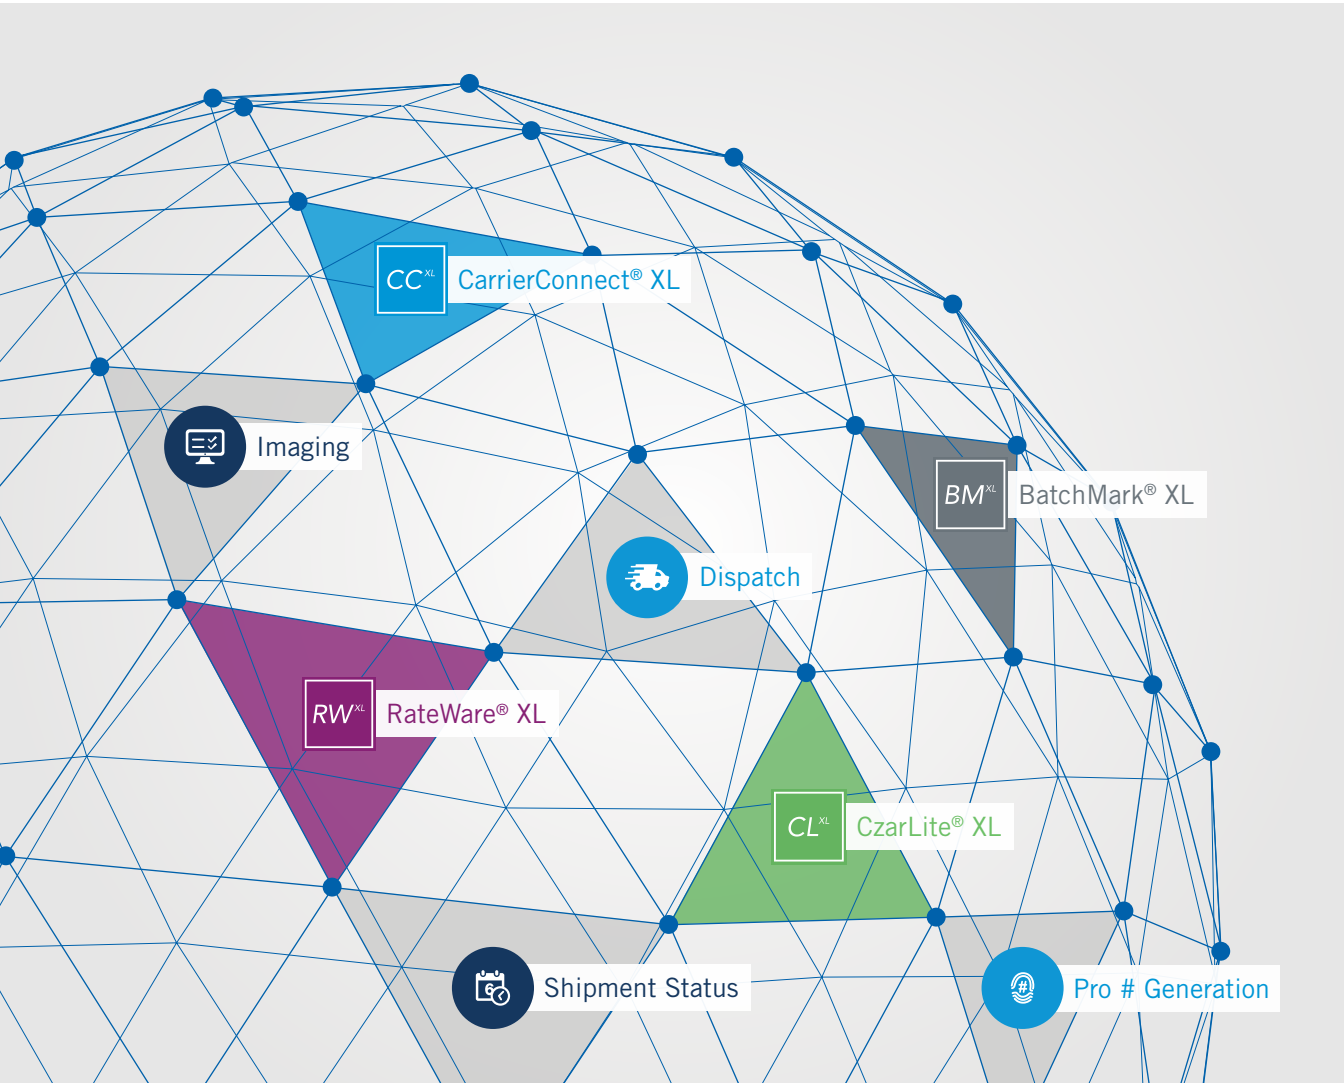 CC XL CarrierConnect® XL
Imaging
BM XL BatchMark® XL
Dispatch
RW XL RateWare® XL
CL XL CzarLite® XL
6 Shipment Status
# Pro # Generation